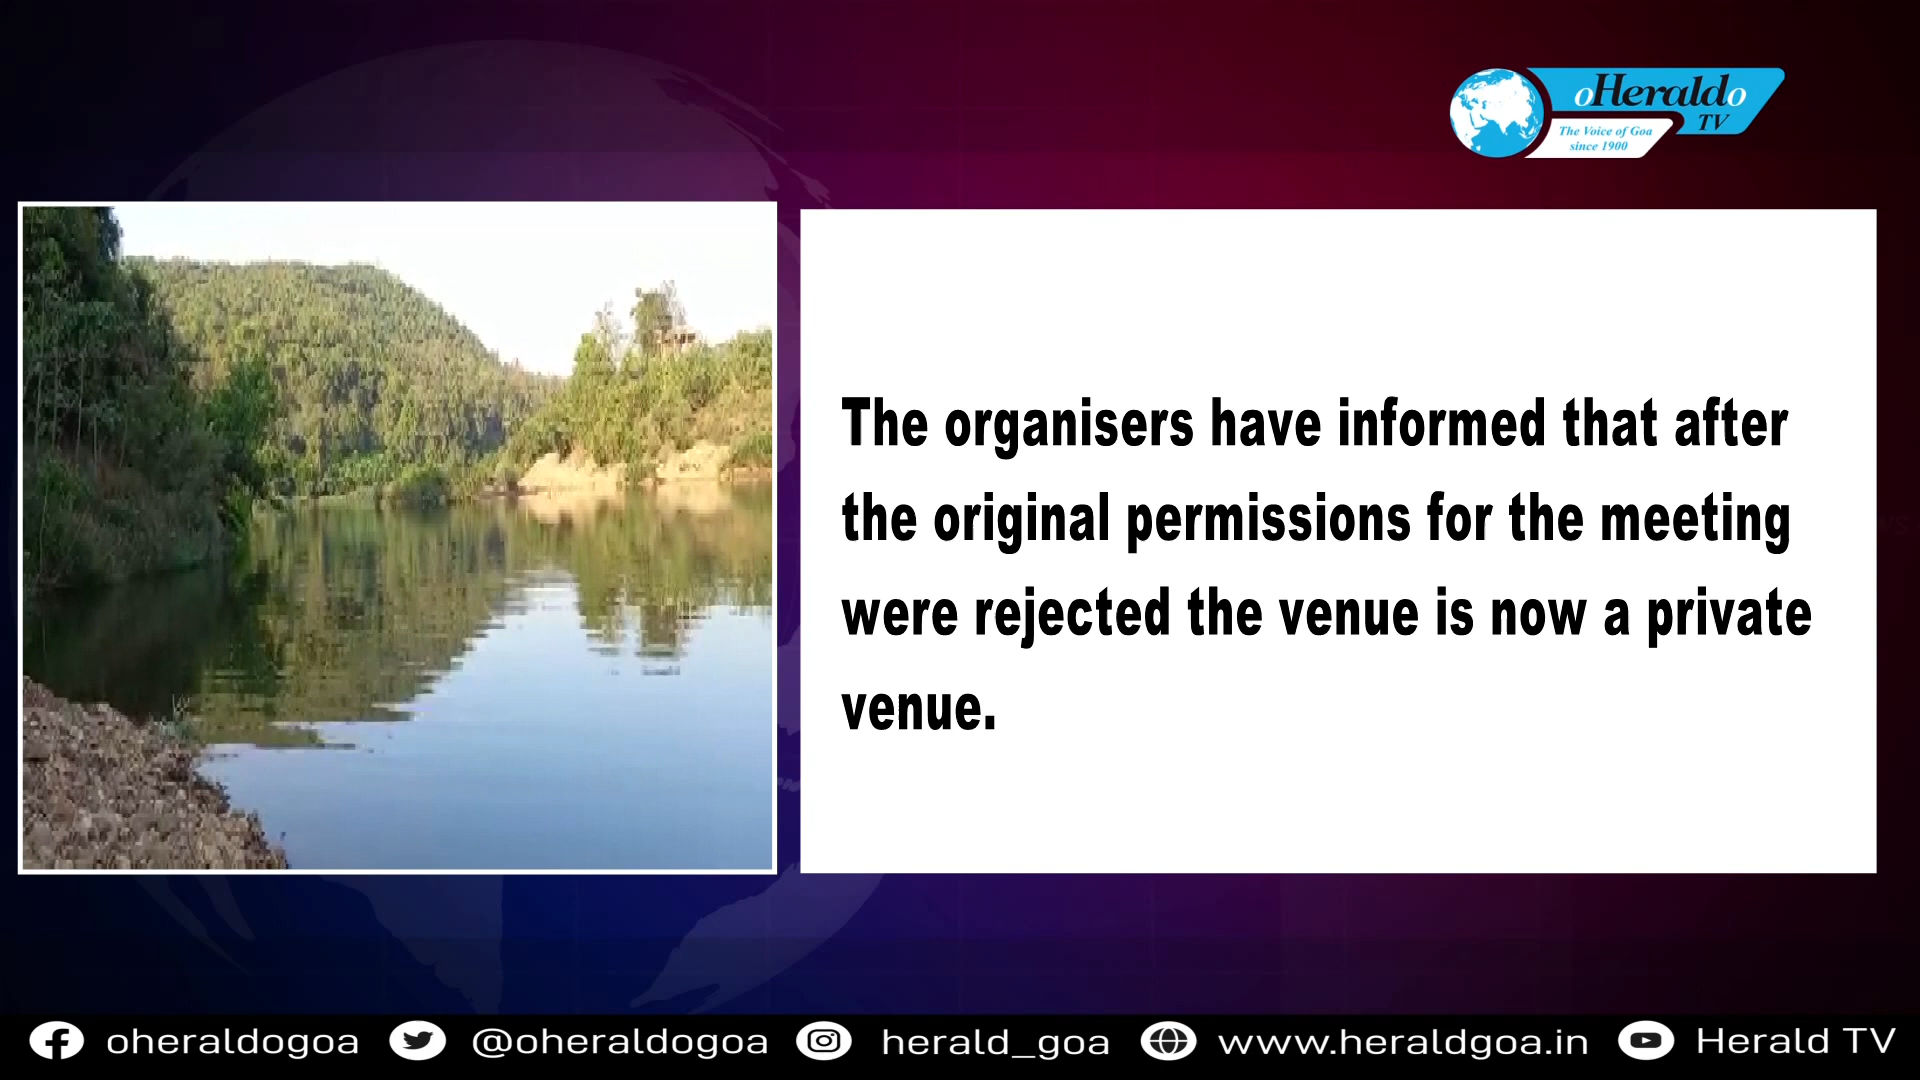 oHeraldo
TV
The Voice of Goa
since 1900
The organisers have informed that after
the original permissions for the meeting
were rejected the venue is now a private
venue.
oheraldogoa @oheraldogoa herald_goa www.heraldgoa.in Herald TV